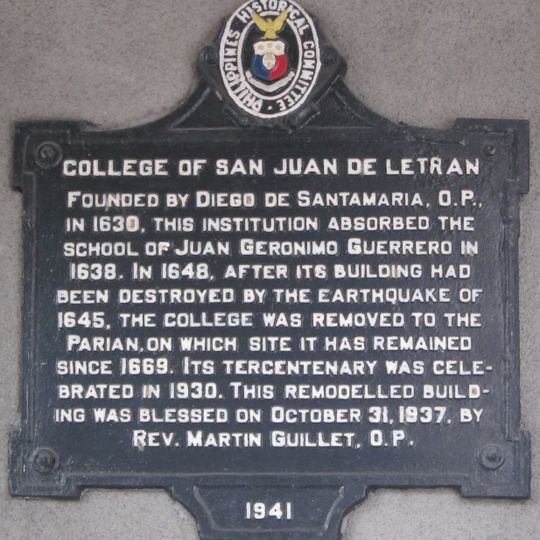 PHILIPPINES HISTORICAL COMMITTEE
COLLEGE OF SAN JUAN DE LETRAN
FOUNDED BY DIEGO DE SANTAMARIA, O.P.,
IN 1630, THIS INSTITUTION ABSORBED THE
SCHOOL OF JUAN GERONIMO GUERRERO IN
1638. IN 1648, AFTER ITS BUILDING HAD
BEEN DESTROYED BY THE EARTHQUAKE OF
1645, THE COLLEGE WAS REMOVED TO THE
PARIAN, ON WHICH SITE IT HAS REMAINED
SINCE 1669. ITS TERCENTENARY WAS CELE-
BRATED IN 1930. THIS REMODELLED BUILD-
ING WAS BLESSED ON OCTOBER 31, 1937, BY
REV. MARTIN GUILLET, O.P.
1941